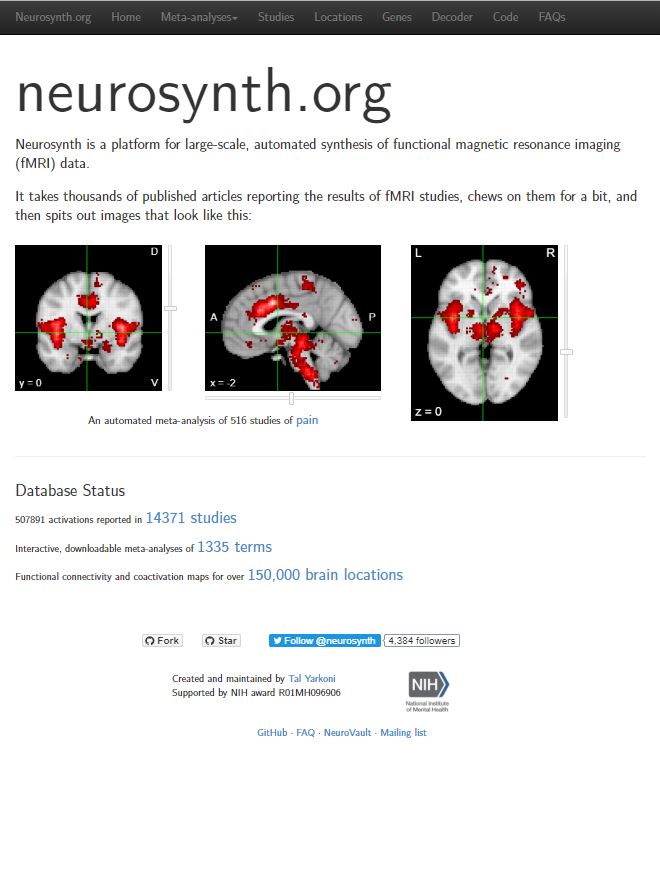 Neurosynth.org Home Meta-analyses Studies Locations Genes Decoder Code FAQs
neurosynth.org
Neurosynth is a platform for large-scale, automated synthesis of functional magnetic resonance imaging
(fMRI) data.
It takes thousands of published articles reporting the results of fMRI studies, chews on them for a bit, and
then spits out images that look like this:
D
y = 0
V
A
P
x = -2
L
R
z = 0
An automated meta-analysis of 516 studies of pain
Database Status
507891 activations reported in 14371 studies
Interactive, downloadable meta-analyses of 1335 terms
Functional connectivity and coactivation maps for over 150,000 brain locations
Fork Star Follow @neurosynth 4,384 followers
Created and maintained by Tal Yarkoni
Supported by NIH award R01MH096906
NIH
National Institute
of Mental Health
GitHub · FAQ · NeuroVault · Mailing list